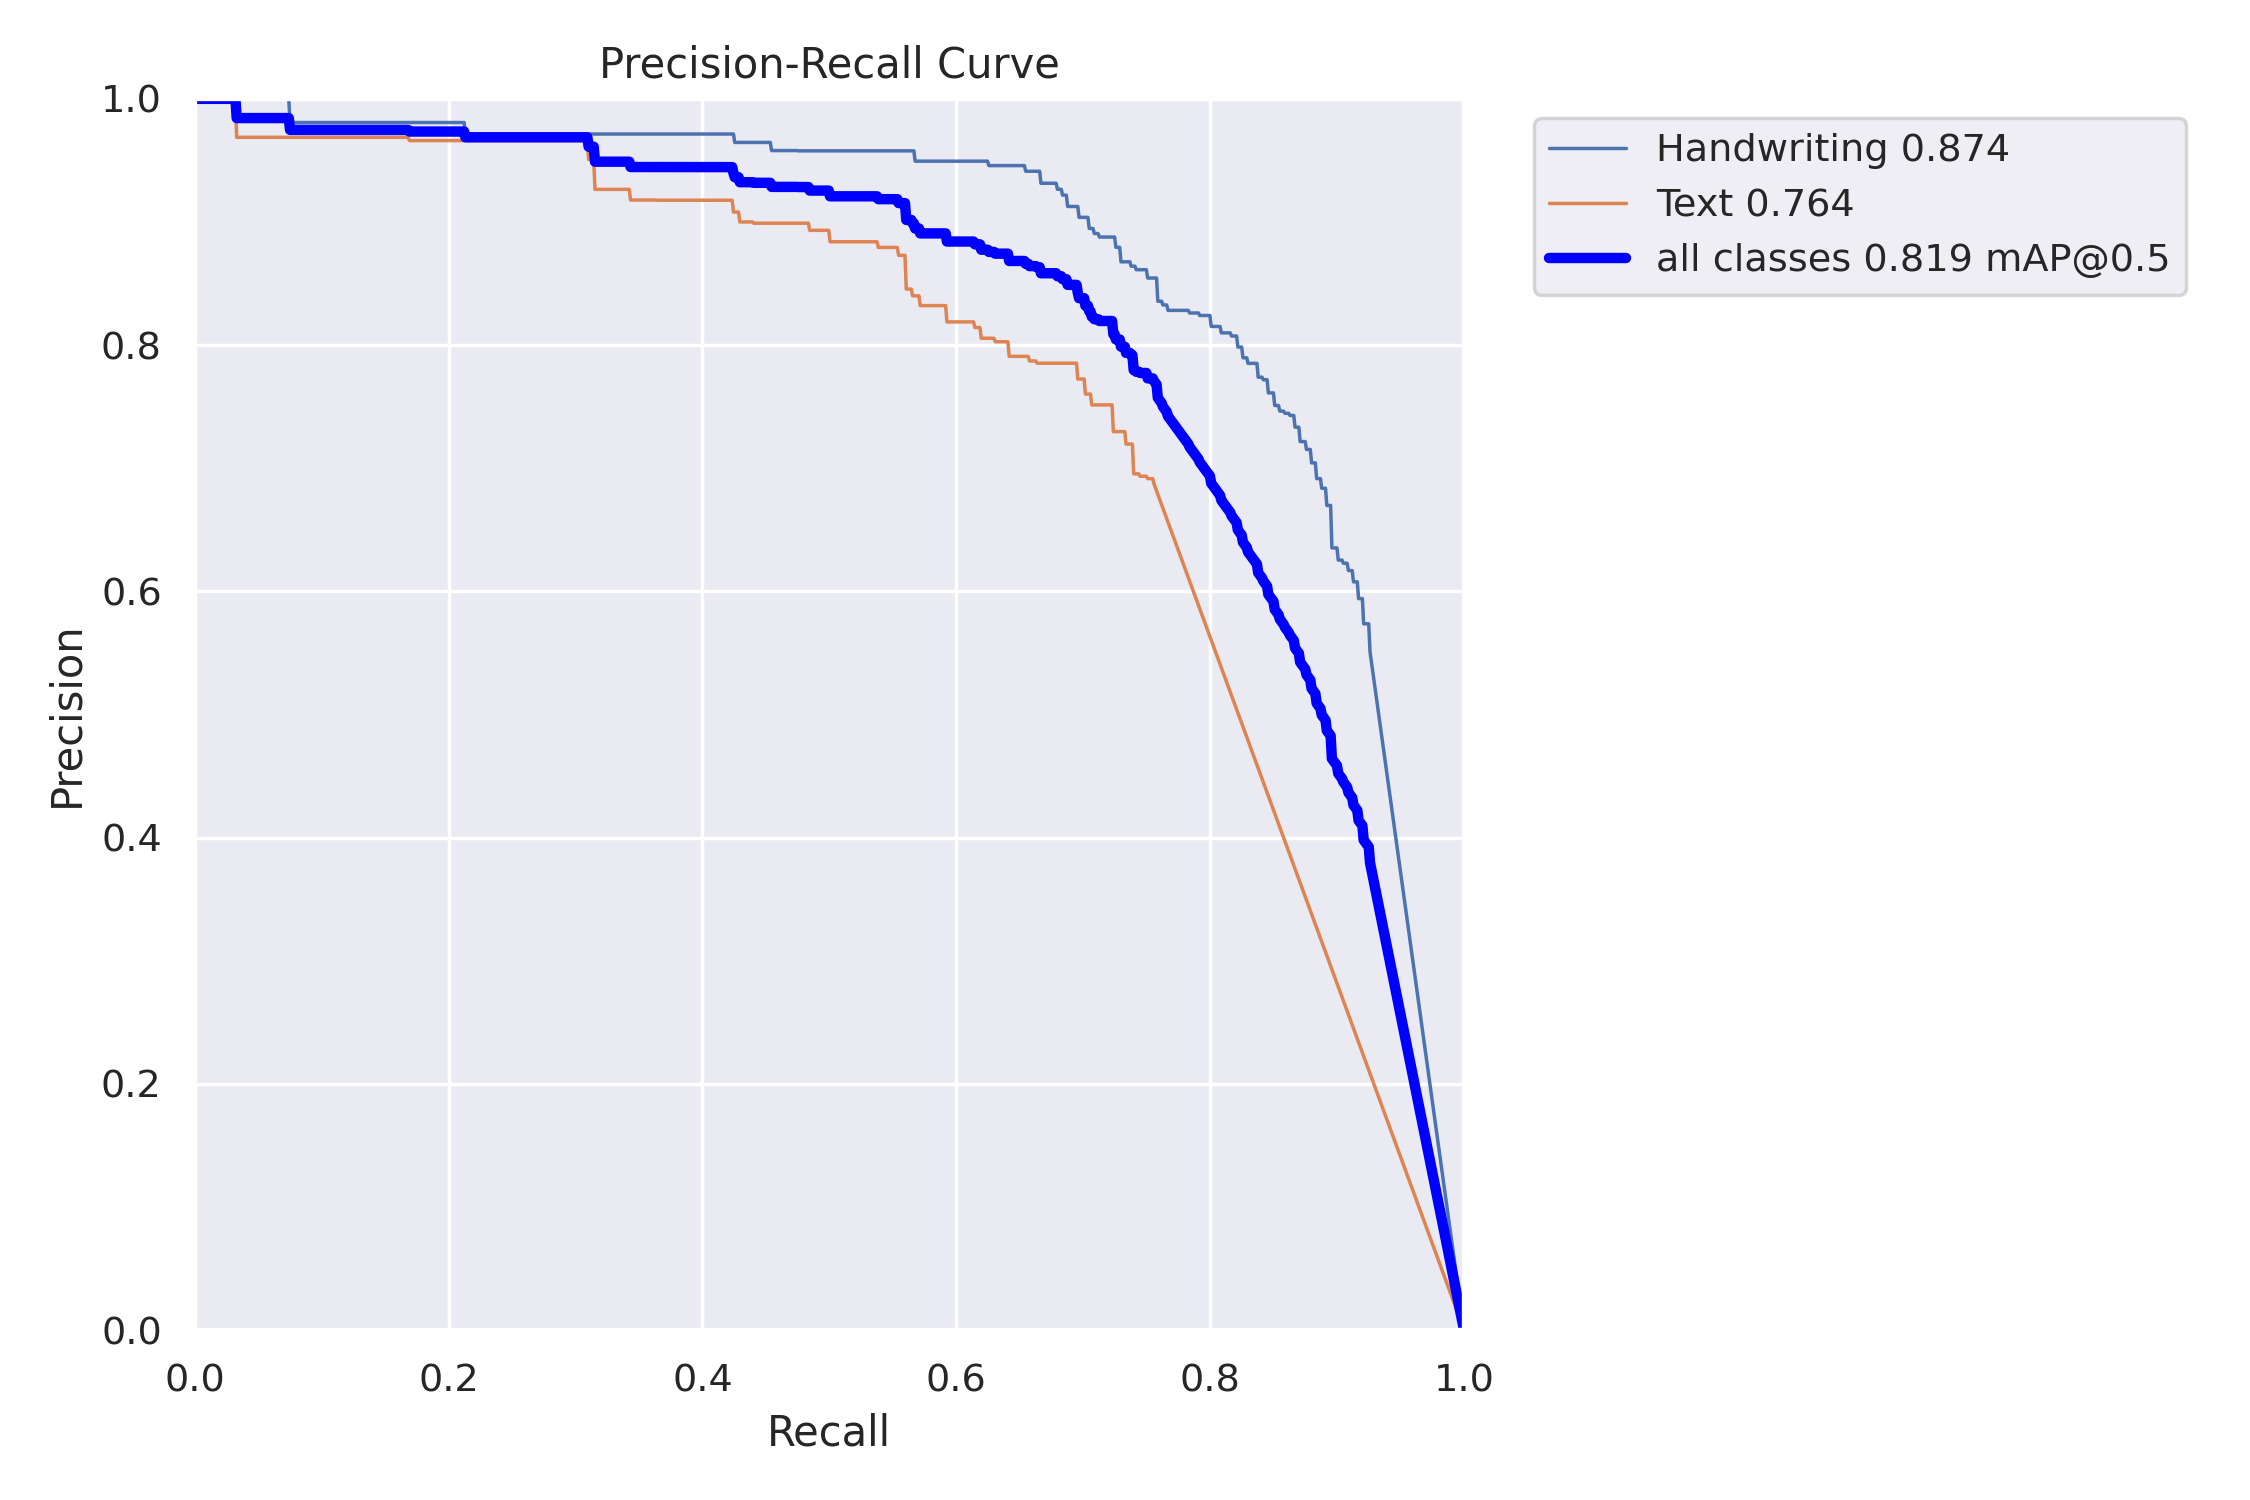 Precision-Recall Curve
1.0
0.8
0.6
0.4
0.2
0.0
Precision
0.0 0.2 0.4 0.6 0.8 1.0
Recall
Handwriting 0.874
Text 0.764
all classes 0.819 mAP@0.5